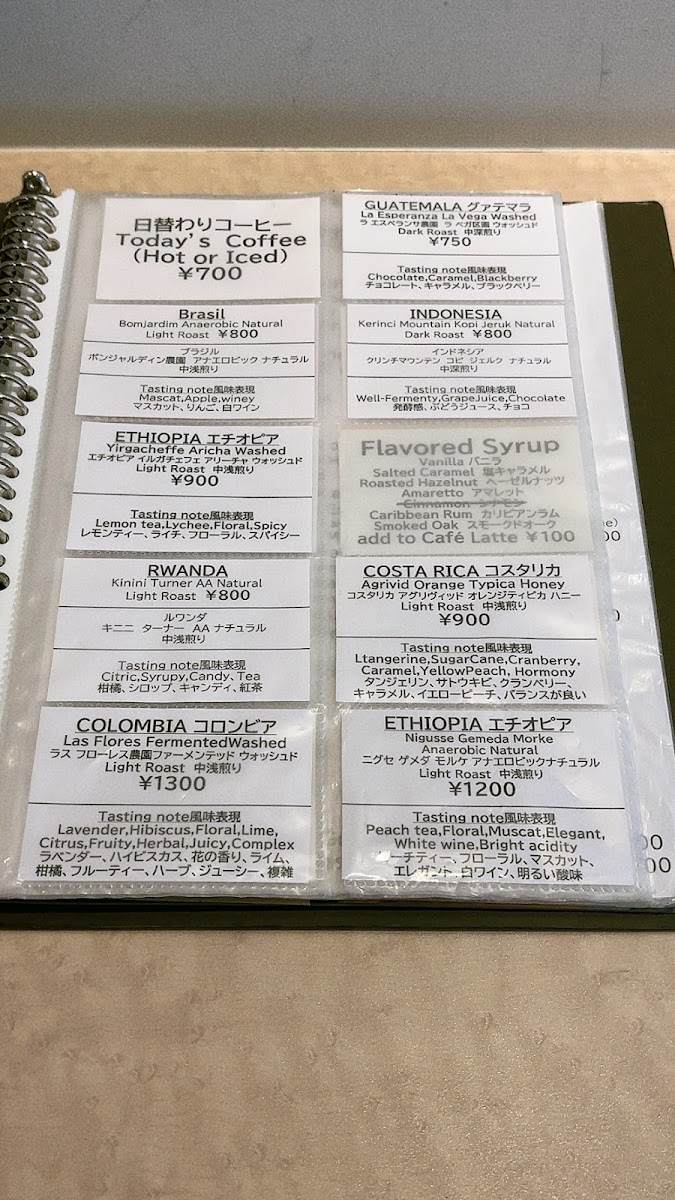 日替わりコーヒー
Today's Coffee
(Hot or Iced)
¥700
Brasil
Bomjardim Anaerobic Natural
Light Roast ¥800
ブラジル
ボンジャルディン農園 アナエロビック ナチュラル
中浅煎り
Tasting note風味表現
Mascat,Apple,winey
マスカット、りんご、白ワイン
ETHIOPIA エチオピア
Yirgacheffe Aricha Washed
エチオピア イルガチェフェ アリーチャ ウォッシュド
Light Roast 中浅煎り
¥900
Tasting note風味表現
Lemon tea,Lychee,Floral,Spicy
レモンティー、ライチ、フローラル、スパイシー
RWANDA
Kinini Turner AA Natural
Light Roast ¥800
ルワンダ
キニニ ターナー AA ナチュラル
中浅煎り
Tasting note風味表現
Citric,Syrupy,Candy、Tea
柑橘、シロップ、キャンディ、紅茶
COLOMBIA コロンビア
Las Flores FermentedWashed
ラス フローレス農園ファーメンテッド ウォッシュド
Light Roast 中浅煎り
¥1300
Tasting note風味表現
Lavender,Hibiscus,Floral,Lime,
Citrus,Fruity,Herbal,Juicy,Complex
ラベンダー、ハイビスカス、花の香り、ライム、
柑橘、フルーティー、ハーブ、ジューシー、複雑
GUATEMALA グァテマラ
La Esperanza La Vega Washed
ラ エスペランサ農園 ラ ベガ区画 ウォッシュド
Dark Roast 中深煎り
¥750
Tasting note風味表現
Chocolate,Caramel,Blackberry
チョコレート、キャラメル、ブラックベリー
INDONESIA
Kerinci Mountain Kopi Jeruk Natural
Dark Roast ¥800
インドネシア
クリンチマウンテン コピ ジェルク ナチュラル
中深煎り
Tasting note風味表現
Well-Fermenty,GrapeJuice,Chocolate
発酵感、ぶどうジュース、チョコ
Flavored Syrup
Vanilla バニラ
Salted Caramel 塩キャラメル
Roasted Hazelnut ヘーゼルナッツ
Amaretto アマレット
Cinnamon シナモン
Caribbean Rum カリビアンラム
Smoked Oak スモークドオーク
add to Café Latte ¥100
COSTA RICA コスタリカ
Agrivid Orange Typica Honey
コスタリカ アグリヴィッド オレンジティピカ ハニー
Light Roast 中浅煎り
¥900
Tasting note風味表現
Ltangerine,SugarCane,Cranberry,
Caramel,YellowPeach, Hormony
タンジェリン、サトウキビ、クランベリー、
キャラメル、イエローピーチ、バランスが良い
ETHIOPIA エチオピア
Nigusse Gemeda Morke
Anaerobic Natural
ニグセ ゲメダ モルケ アナエロビックナチュラル
Light Roast 中浅煎り
¥1200
Tasting note風味表現
Peach tea,Floral,Muscat,Elegant,
White wine,Bright acidity
ピーチティー、フローラル、マスカット、
エレガント、白ワイン、明るい酸味